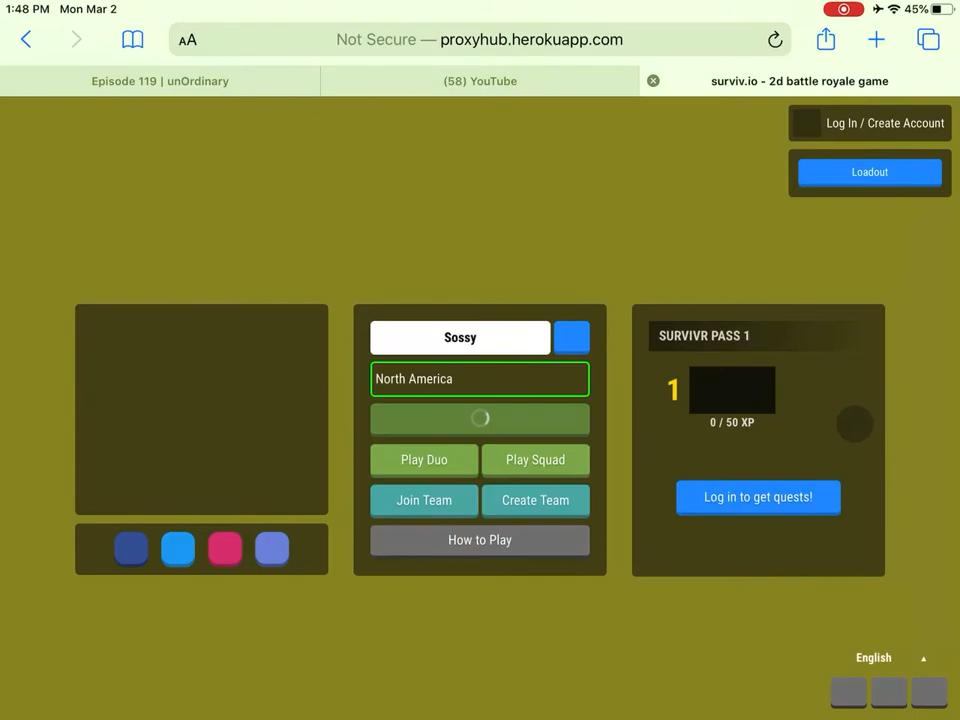 1:48 PM Mon Mar 2
45%
AA
Not Secure — proxyhub.herokuapp.com
Episode 119 | unOrdinary
(58) YouTube
surviv.io - 2d battle royale game
Log In / Create Account
Loadout
Sossy
North America
Play Duo
Play Squad
Join Team
Create Team
How to Play
SURVIVR PASS 1
1
0 / 50 XP
Log in to get quests!
English